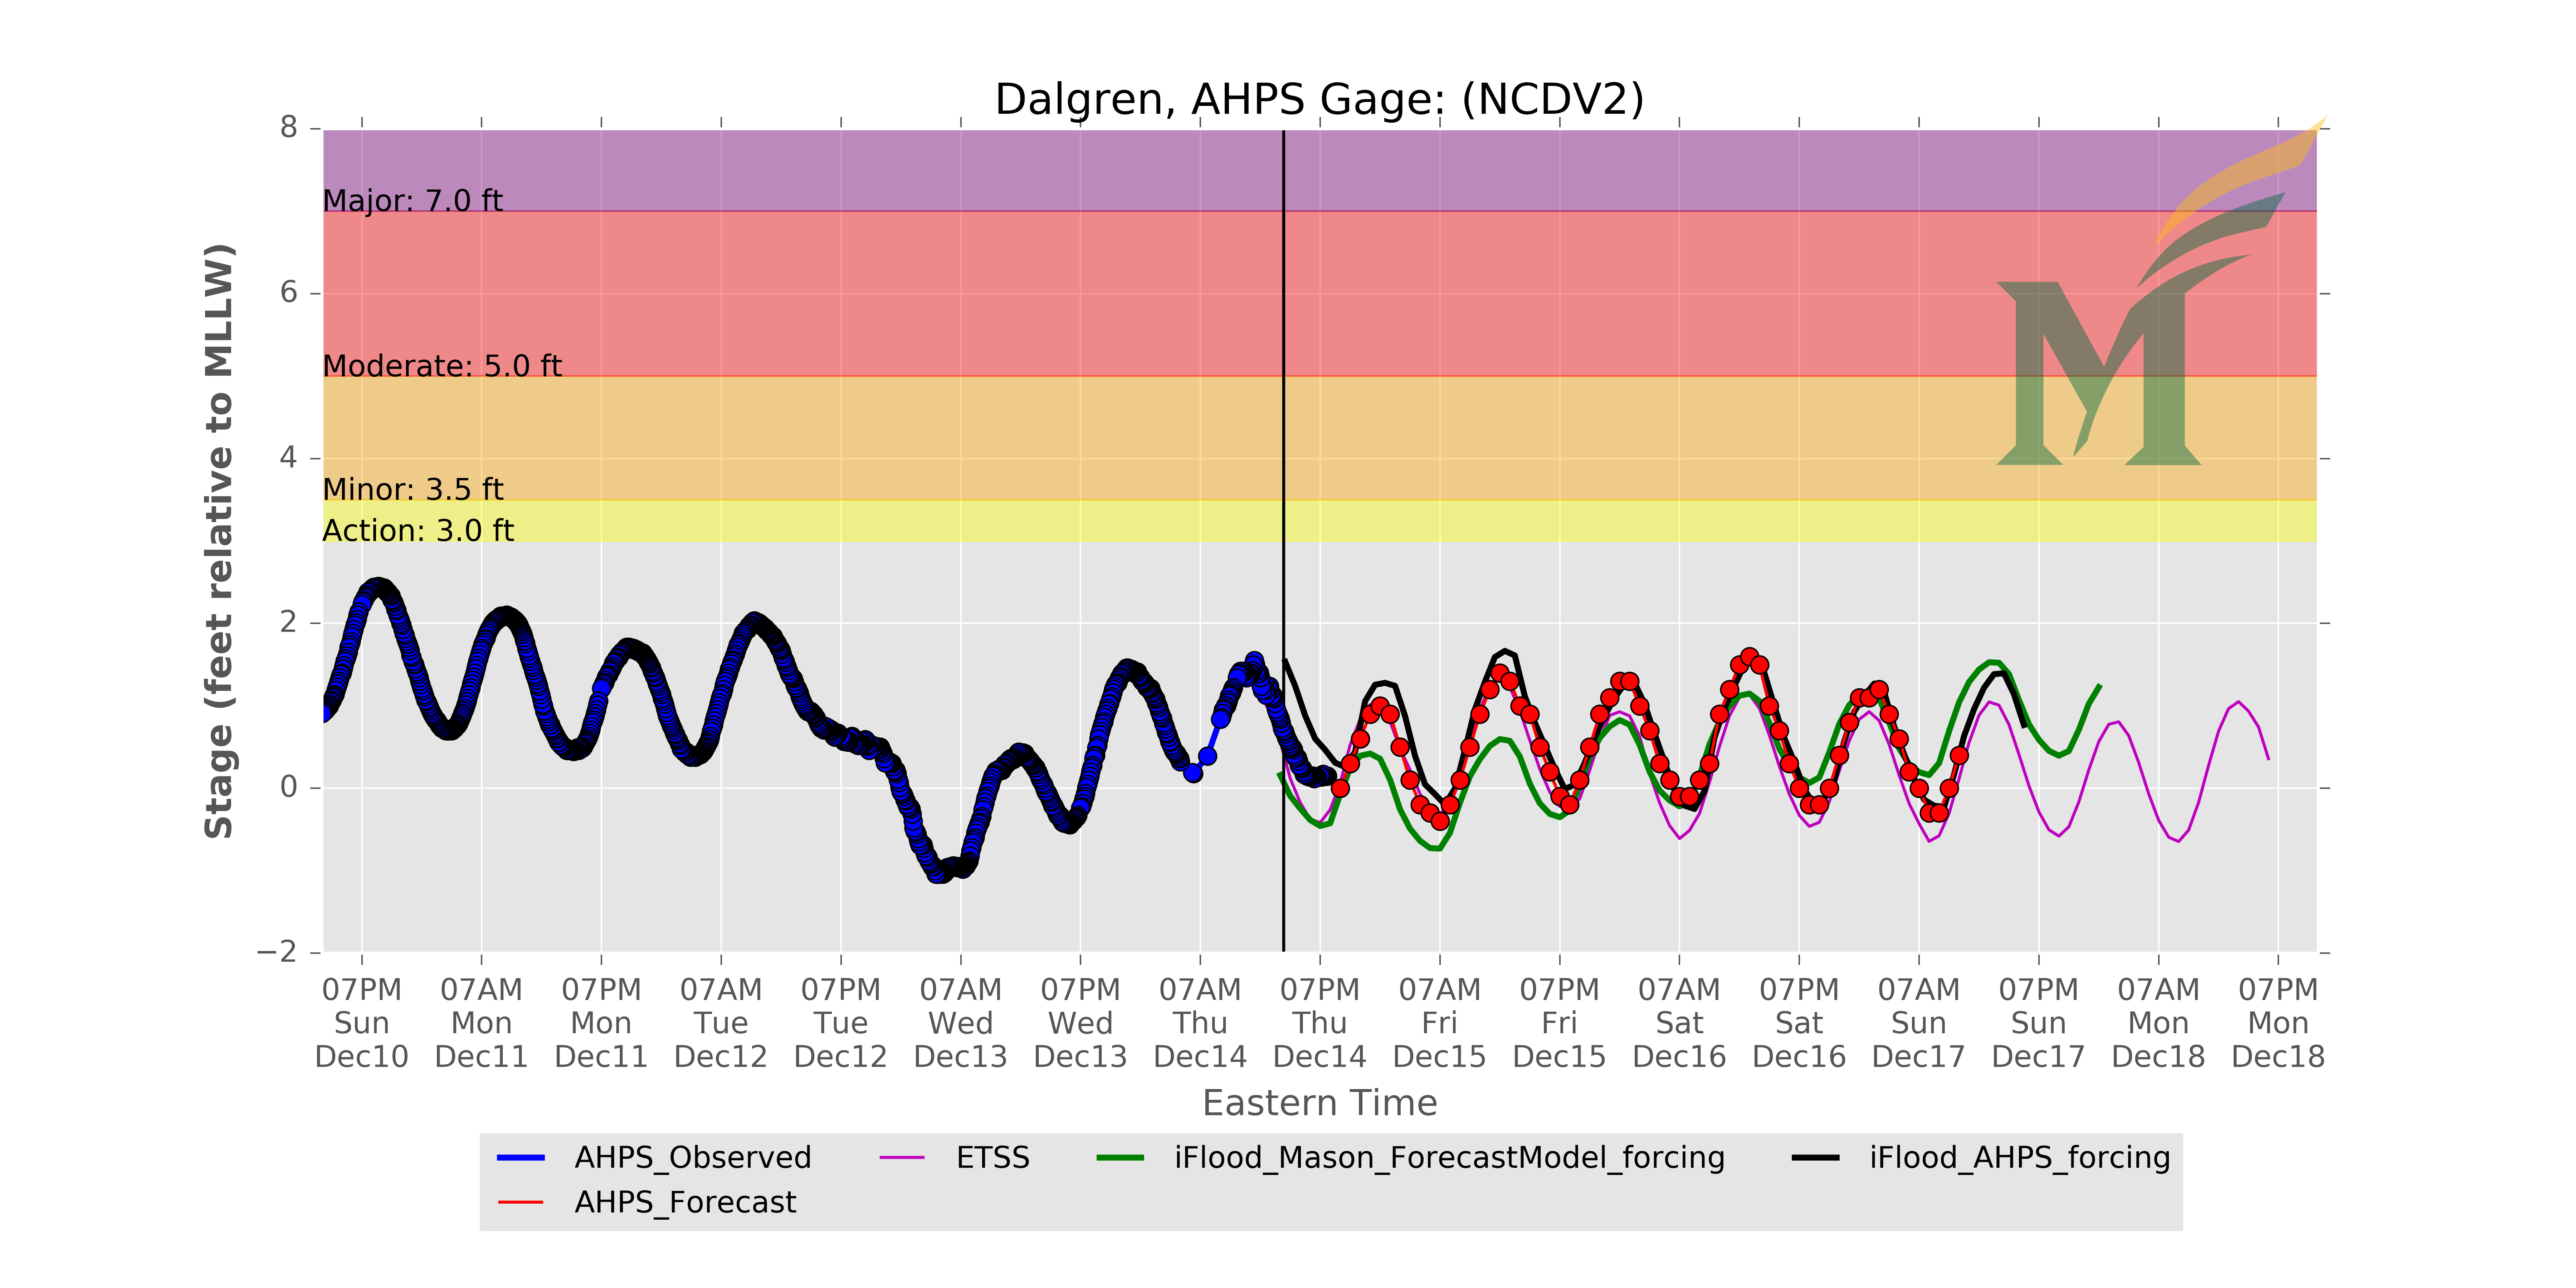 Dalgren, AHPS Gage: (NCDV2)
8
6
4
2
0
−2
Stage (feet relative to MLLW)
Major: 7.0 ft
Moderate: 5.0 ft
Minor: 3.5 ft
Action: 3.0 ft
07PM 07AM 07PM 07AM 07PM 07AM 07PM 07AM 07PM 07AM 07PM 07AM 07PM 07AM 07PM 07AM 07PM
Sun Mon Mon Tue Tue Wed Wed Thu Thu Fri Fri Sat Sat Sun Sun Mon Mon
Dec10 Dec11 Dec11 Dec12 Dec12 Dec13 Dec13 Dec14 Dec14 Dec15 Dec15 Dec16 Dec16 Dec17 Dec17 Dec18 Dec18
Eastern Time
AHPS_Observed ETSS iFlood_Mason_ForecastModel_forcing iFlood_AHPS_forcing
AHPS_Forecast
M